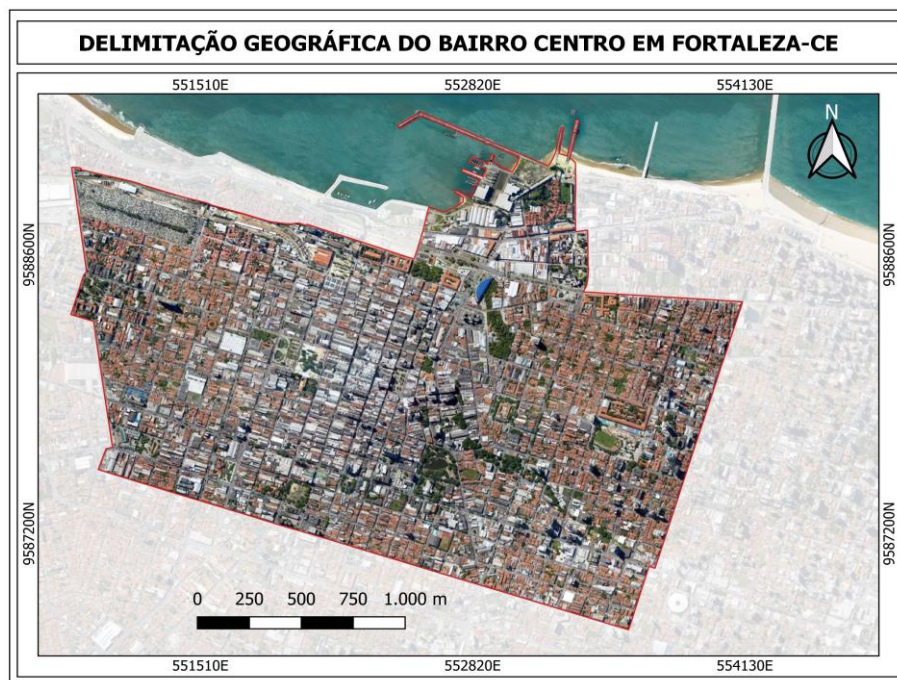 DELIMITAÇÃO GEOGRÁFICA DO BAIRRO CENTRO EM FORTALEZA-CE
551510E 552820E 554130E
N
9588600N 9588600N
9587200N 9587200N
0 250 500 750 1.000 m
551510E 552820E 554130E